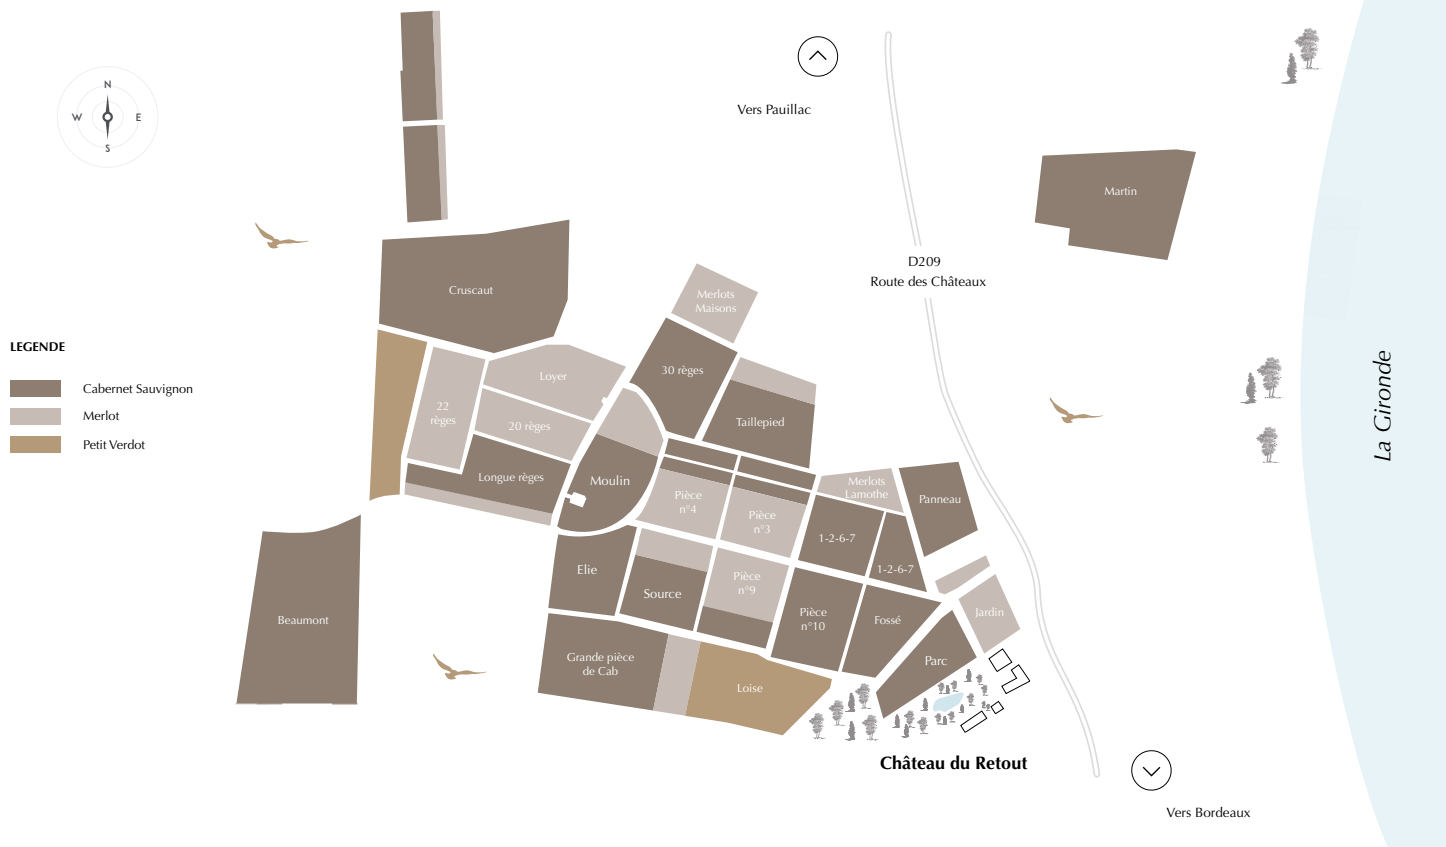 N
W
E
S
Vers Pauillac
Martin
D209
Route des Châteaux
Cruscaut
Merlots
Maisons
LEGENDE
Cabernet Sauvignon
Merlot
Petit Verdot
La Gironde
Loyer
30 règes
22
règes
20 règes
Taillepied
Longue règes
Moulin
Merlots
Lamothe
Panneau
Pièce
n°4
Pièce
n°3
1-2-6-7
1-2-6-7
Elie
Source
Pièce
n°9
Pièce
n°10
Fossé
Jardin
Beaumont
Grande pièce
de Cab
Loise
Parc
Château du Retout
Vers Bordeaux